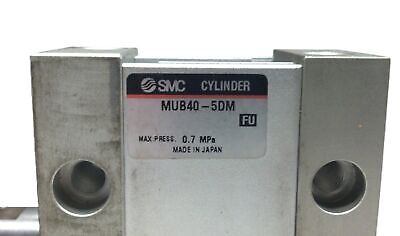 SMC CYLINDER
MUB40-5DM
FU
MAX.PRESS. 0.7 MPa
MADE IN JAPAN